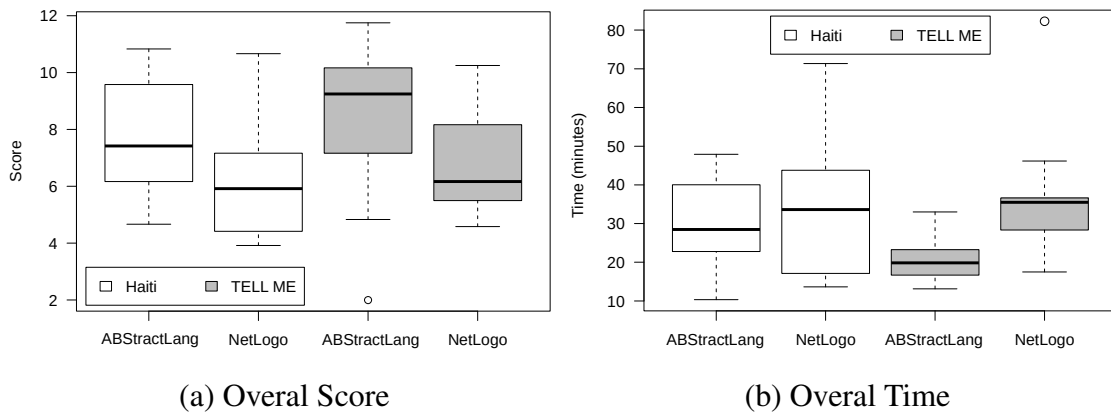 12
10
8
6
4
2
Score
Haiti TELL ME
ABStractLang NetLogo ABStractLang NetLogo
(a) Overal Score
80
70
60
50
40
30
20
10
Time (minutes)
Haiti TELL ME
ABStractLang NetLogo ABStractLang NetLogo
(b) Overal Time